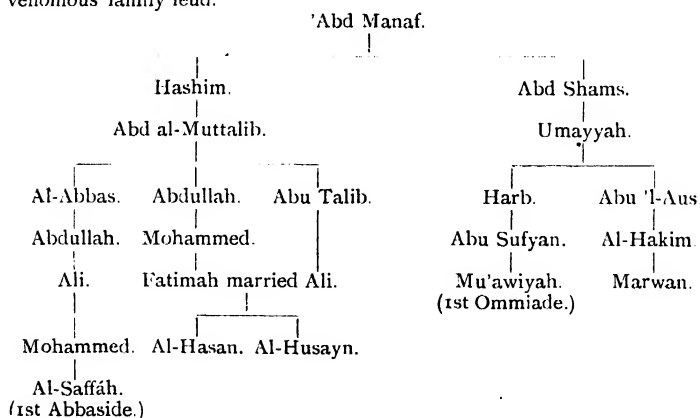 venomous family feud.
'Abd Manaf.
Hashim. Abd Shams.
Abd al-Muttalib. Umayyah.
Al-Abbas. Abdullah. Abu Talib. Harb. Abu 'l-Aus
Abdullah. Mohammed. Abu Sufyan. Al-Hakim
Ali. Fatimah married Ali. Mu'awiyah. Marwan.
(1st Ommiade.)
Mohammed. Al-Hasan. Al-Husayn.
Al-Saffáh.
(1st Abbaside.)